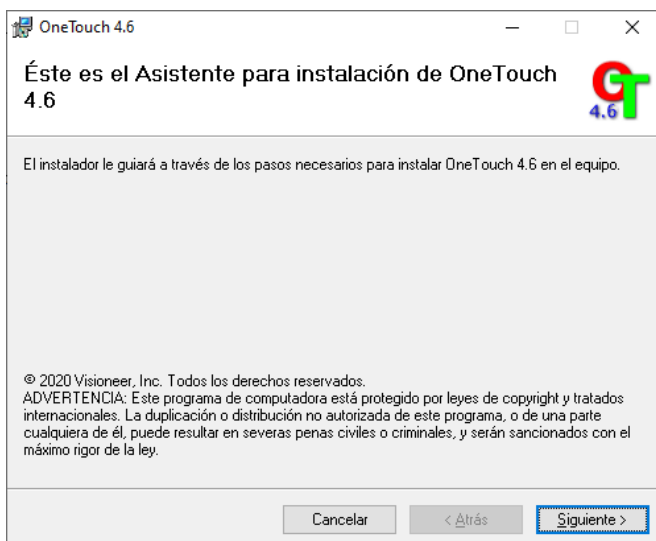 OneTouch 4.6
Éste es el Asistente para instalación de OneTouch
4.6
OT
4.6
El instalador le guiará a través de los pasos necesarios para instalar OneTouch 4.6 en el equipo.
© 2020 Visioneer, Inc. Todos los derechos reservados.
ADVERTENCIA: Este programa de computadora está protegido por leyes de copyright y tratados
internacionales. La duplicación o distribución no autorizada de este programa, o de una parte
cualquiera de él, puede resultar en severas penas civiles o criminales, y serán sancionados con el
máximo rigor de la ley.
Cancelar
< Atrás
Siguiente >